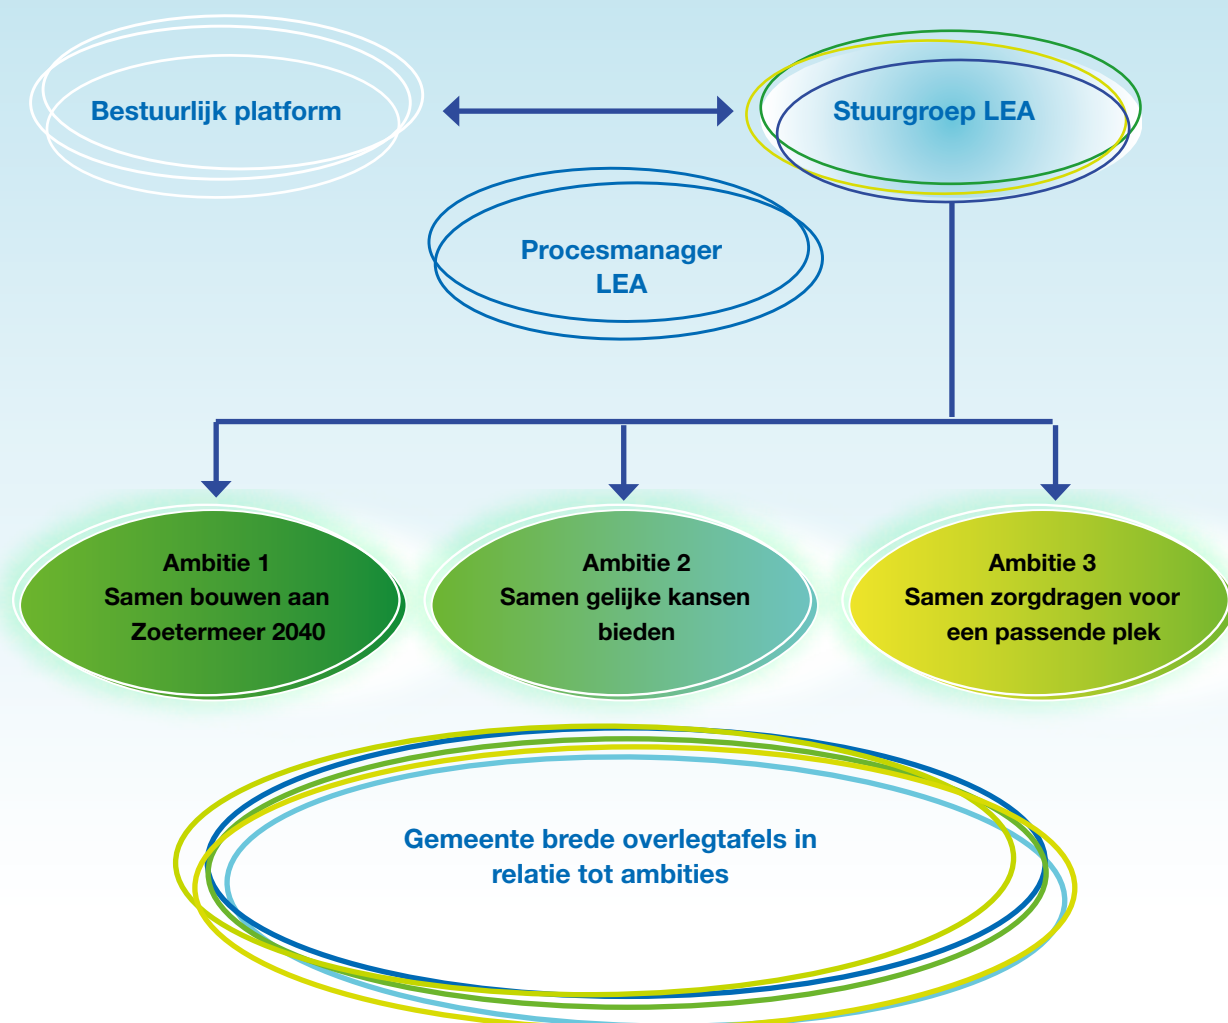 Bestuurlijk platform
Stuurgroep LEA
Procesmanager
LEA
Ambitie 1
Samen bouwen aan
Zoetermeer 2040
Ambitie 2
Samen gelijke kansen
bieden
Ambitie 3
Samen zorgdragen voor
een passende plek
Gemeente brede overlegtafels in
relatie tot ambities